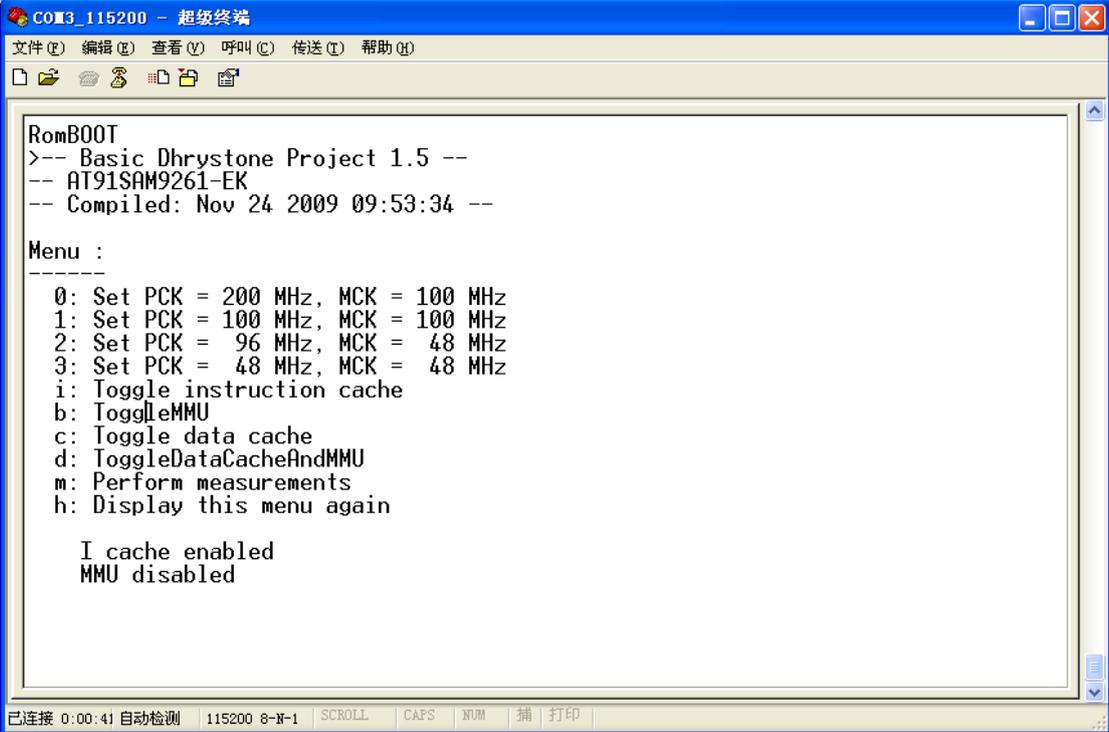 COM3_115200 - 超级终端
文件(F) 编辑(E) 查看(V) 呼叫(C) 传送(T) 帮助(H)
RomBOOT
>-- Basic Dhrystone Project 1.5 --
-- AT91SAM9261-EK
-- Compiled: Nov 24 2009 09:53:34 --
Menu :
------
0: Set PCK = 200 MHz, MCK = 100 MHz
1: Set PCK = 100 MHz, MCK = 100 MHz
2: Set PCK =  96 MHz, MCK =  48 MHz
3: Set PCK =  48 MHz, MCK =  48 MHz
i: Toggle instruction cache
b: ToggleMMU
c: Toggle data cache
d: ToggleDataCacheAndMMU
m: Perform measurements
h: Display this menu again
I cache enabled
MMU disabled
已连接 0:00:41 自动检测 115200 8-N-1 SCROLL CAPS NUM 捕 打印